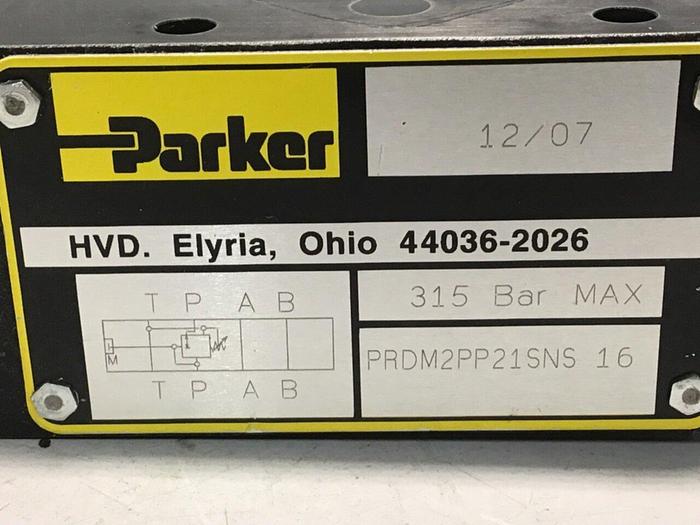 Parker
12/07
HVD. Elyria, Ohio 44036-2026
T P A B
M
T P A B
315 Bar MAX
PRDM2PP21SNS 16